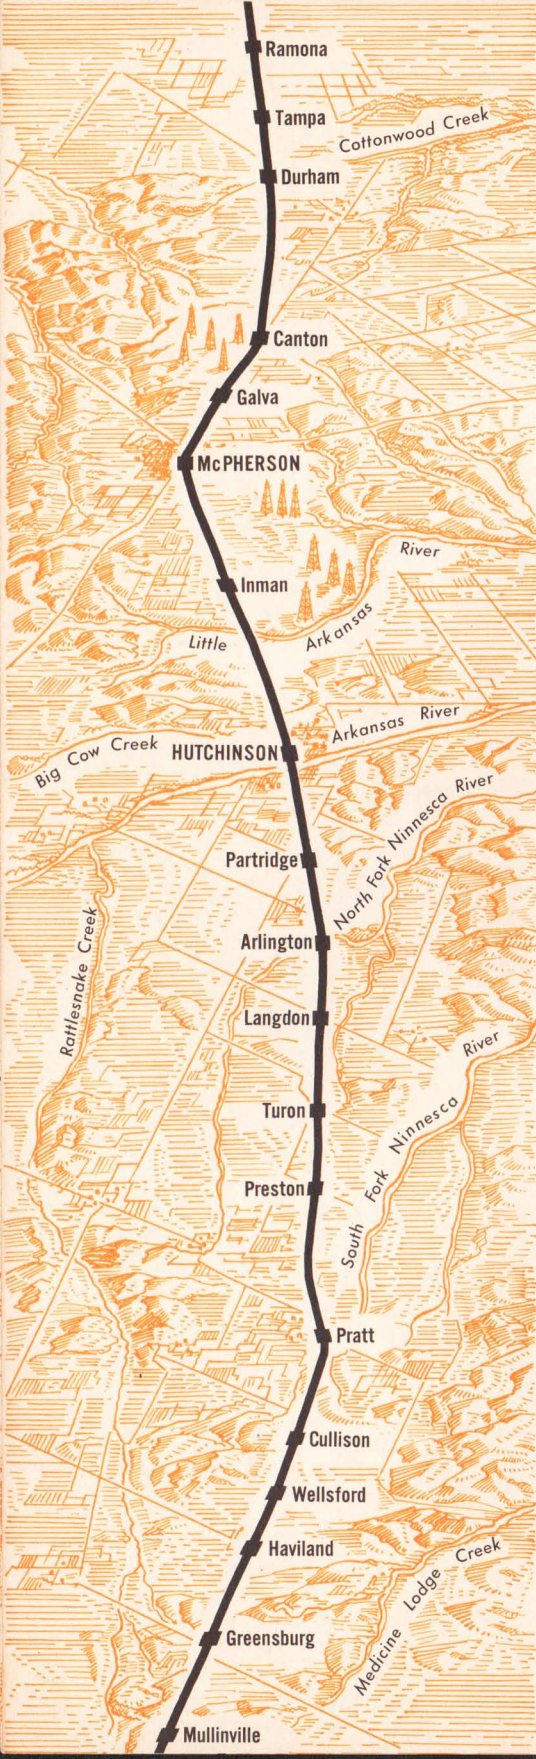 Ramona
Tampa
Cottonwood Creek
Durham
Canton
Galva
McPHERSON
River
Inman
Arkansas
Little
Arkansas River
Big Cow Creek
HUTCHINSON
North Fork Ninnesca River
Partridge
Rattlesnake Creek
Arlington
Langdon
River
Turon
Ninnesca
Fork
Preston
South
Pratt
Cullison
Wellsford
Haviland
Creek
Lodge
Medicine
Greensburg
Mullinville